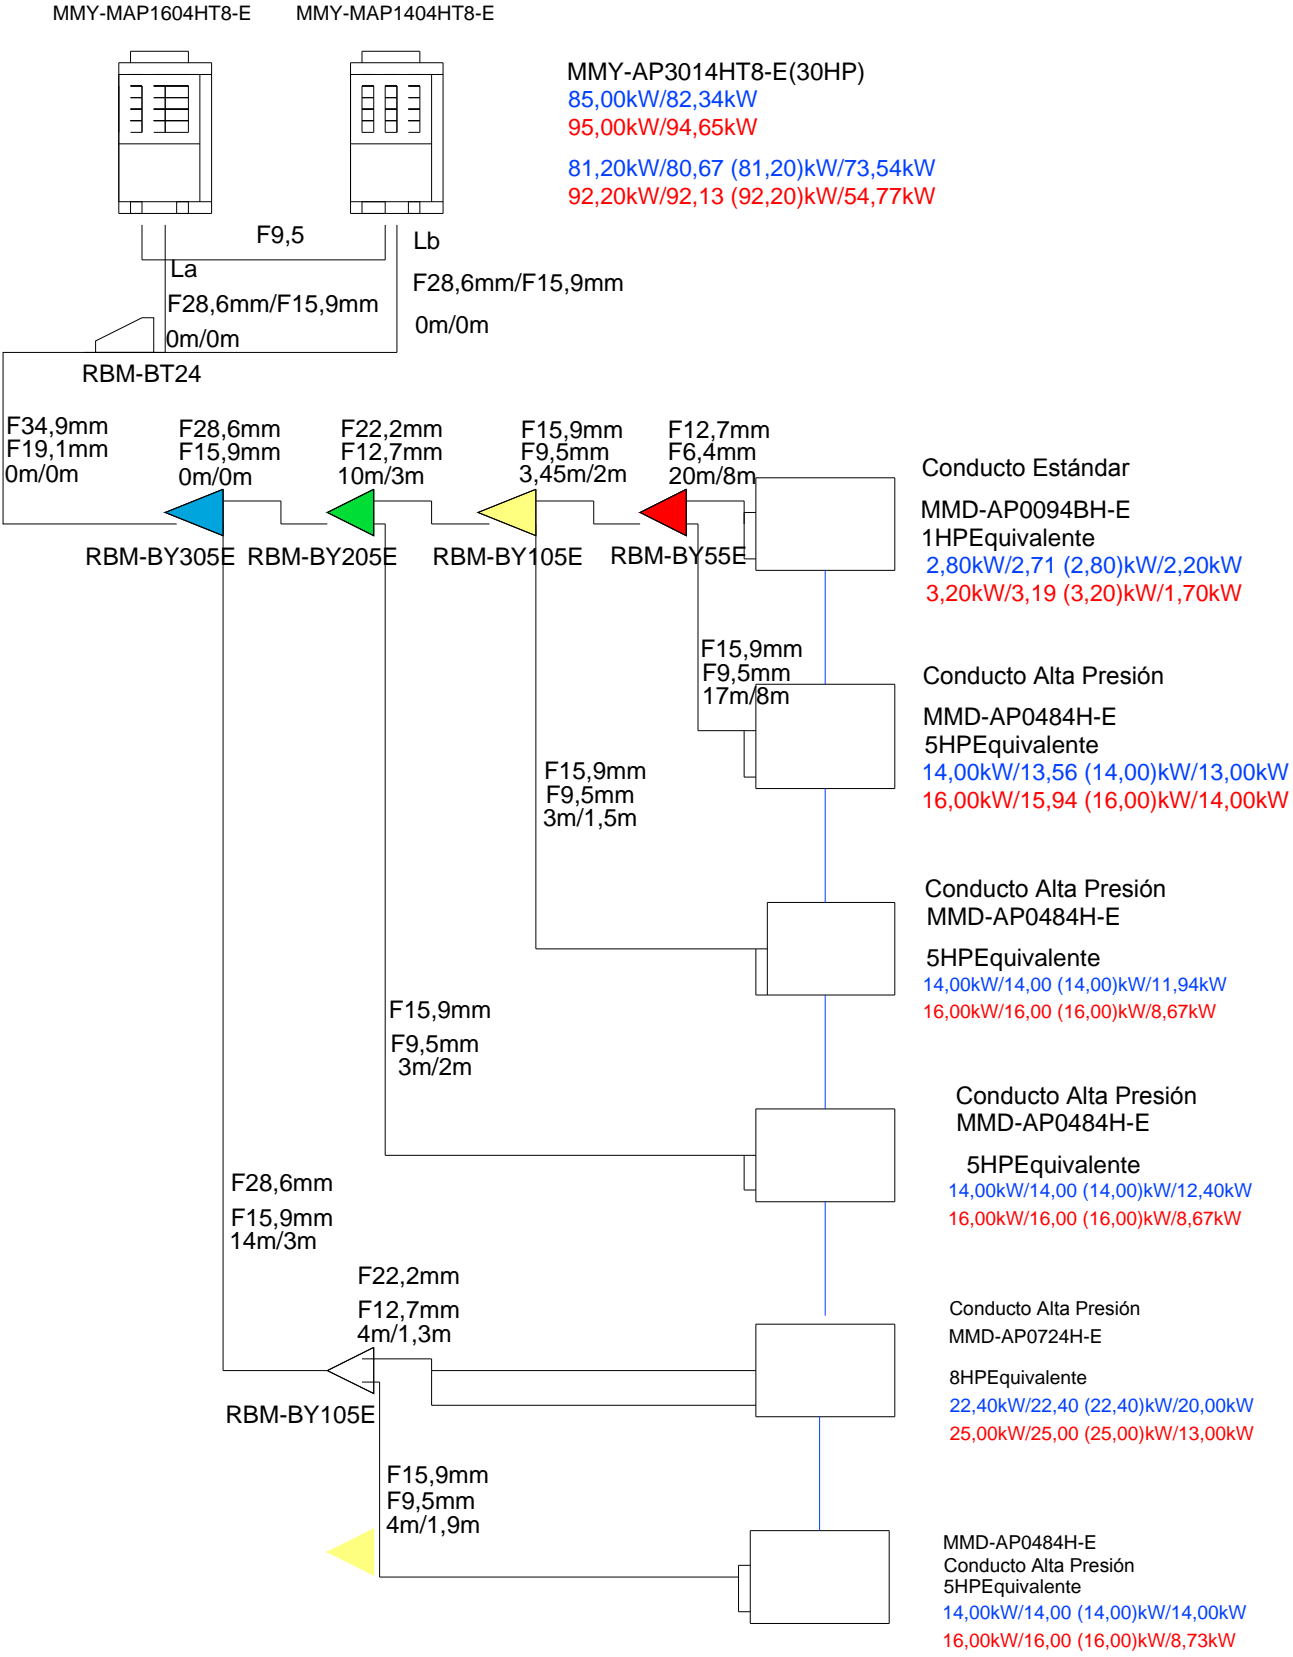 MMY-MAP1604HT8-E
MMY-MAP1404HT8-E
MMY-AP3014HT8-E(30HP)
85,00kW/82,34kW
95,00kW/94,65kW
81,20kW/80,67 (81,20)kW/73,54kW
92,20kW/92,13 (92,20)kW/54,77kW
F9,5
Lb
La
F28,6mm/F15,9mm
F28,6mm/F15,9mm
0m/0m
0m/0m
RBM-BT24
F34,9mm
F19,1mm
0m/0m
F28,6mm
F15,9mm
0m/0m
F22,2mm
F12,7mm
10m/3m
F15,9mm
F9,5mm
3,45m/2m
F12,7mm
F6,4mm
20m/8m
RBM-BY305E
RBM-BY205E
RBM-BY105E
RBM-BY55E
Conducto Estándar
MMD-AP0094BH-E
1HPEquivalente
2,80kW/2,71 (2,80)kW/2,20kW
3,20kW/3,19 (3,20)kW/1,70kW
F15,9mm
F9,5mm
17m/8m
Conducto Alta Presión
MMD-AP0484H-E
5HPEquivalente
14,00kW/13,56 (14,00)kW/13,00kW
16,00kW/15,94 (16,00)kW/14,00kW
F15,9mm
F9,5mm
3m/1,5m
Conducto Alta Presión
MMD-AP0484H-E
5HPEquivalente
14,00kW/14,00 (14,00)kW/11,94kW
16,00kW/16,00 (16,00)kW/8,67kW
F15,9mm
F9,5mm
3m/2m
Conducto Alta Presión
MMD-AP0484H-E
5HPEquivalente
14,00kW/14,00 (14,00)kW/12,40kW
16,00kW/16,00 (16,00)kW/8,67kW
F28,6mm
F15,9mm
14m/3m
F22,2mm
F12,7mm
4m/1,3m
RBM-BY105E
Conducto Alta Presión
MMD-AP0724H-E
8HPEquivalente
22,40kW/22,40 (22,40)kW/20,00kW
25,00kW/25,00 (25,00)kW/13,00kW
F15,9mm
F9,5mm
4m/1,9m
MMD-AP0484H-E
Conducto Alta Presión
5HPEquivalente
14,00kW/14,00 (14,00)kW/14,00kW
16,00kW/16,00 (16,00)kW/8,73kW